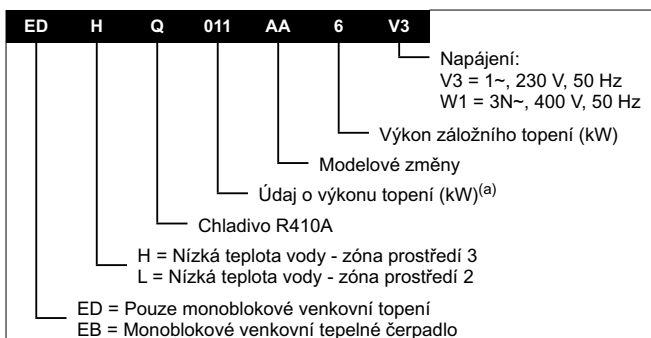 ED H Q 011 AA 6 V3
Napájení:
V3 = 1~, 230 V, 50 Hz
W1 = 3N~, 400 V, 50 Hz
Výkon záložního topení (kW)
Modelové změny
Údaj o výkonu topení (kW)(a)
Chladivo R410A
H = Nízká teplota vody - zóna prostředí 3
L = Nízká teplota vody - zóna prostředí 2
ED = Pouze monoblokové venkovní topení
EB = Monoblokové venkovní tepelné čerpadlo